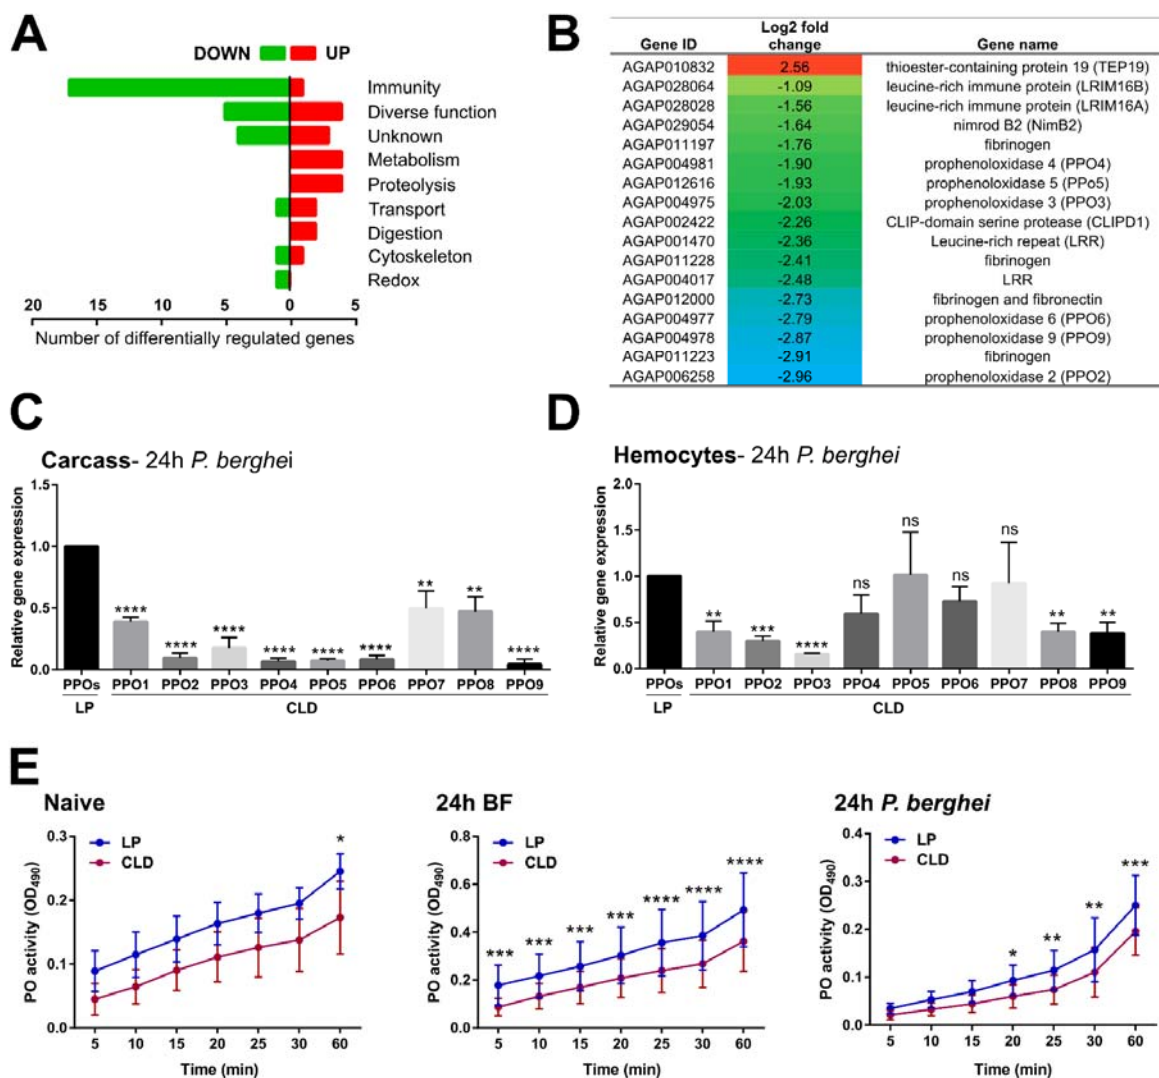 A
DOWN UP
Immunity
Diverse function
Unknown
Metabolism
Proteolysis
Transport
Digestion
Cytoskeleton
Redox
20 15 10 5 0 5
Number of differentially regulated genes
B
Gene ID Log2 fold change Gene name
AGAP010832 2.56 thioester-containing protein 19 (TEP19)
AGAP028064 -1.09 leucine-rich immune protein (LRIM16B)
AGAP028028 -1.56 leucine-rich immune protein (LRIM16A)
AGAP029054 -1.64 nimrod B2 (NimB2)
AGAP011197 -1.76 fibrinogen
AGAP004981 -1.90 prophenoloxidase 4 (PPO4)
AGAP012616 -1.93 prophenoloxidase 5 (PPo5)
AGAP004975 -2.03 prophenoloxidase 3 (PPO3)
AGAP002422 -2.26 CLIP-domain serine protease (CLIPD1)
AGAP001470 -2.36 Leucine-rich repeat (LRR)
AGAP011228 -2.41 fibrinogen
AGAP004017 -2.48 LRR
AGAP012000 -2.73 fibrinogen and fibronectin
AGAP004977 -2.79 prophenoloxidase 6 (PPO6)
AGAP004978 -2.87 prophenoloxidase 9 (PPO9)
AGAP011223 -2.91 fibrinogen
AGAP006258 -2.96 prophenoloxidase 2 (PPO2)
C
Carcass- 24h P. berghei
Relative gene expression
1.5
1.0
0.5
0.0
**** **** **** **** **** **** ** ** ****
PPOs PPO1 PPO2 PPO3 PPO4 PPO5 PPO6 PPO7 PPO8 PPO9
LP CLD
D
Hemocytes- 24h P. berghei
Relative gene expression
2.0
1.5
1.0
0.5
0.0
** *** **** ns ns ns ns ** **
PPOs PPO1 PPO2 PPO3 PPO4 PPO5 PPO6 PPO7 PPO8 PPO9
LP CLD
E
Naive
LP
CLD
PO activity (OD490)
0.3
0.2
0.1
0.0
*
5 10 15 20 25 30 60
Time (min)
24h BF
LP
CLD
PO activity (OD490)
0.8
0.6
0.4
0.2
0.0
*** *** *** *** **** **** ****
5 10 15 20 25 30 60
Time (min)
24h P. berghei
LP
CLD
PO activity (OD490)
0.4
0.3
0.2
0.1
0.0
* ** ** ***
5 10 15 20 25 30 60
Time (min)